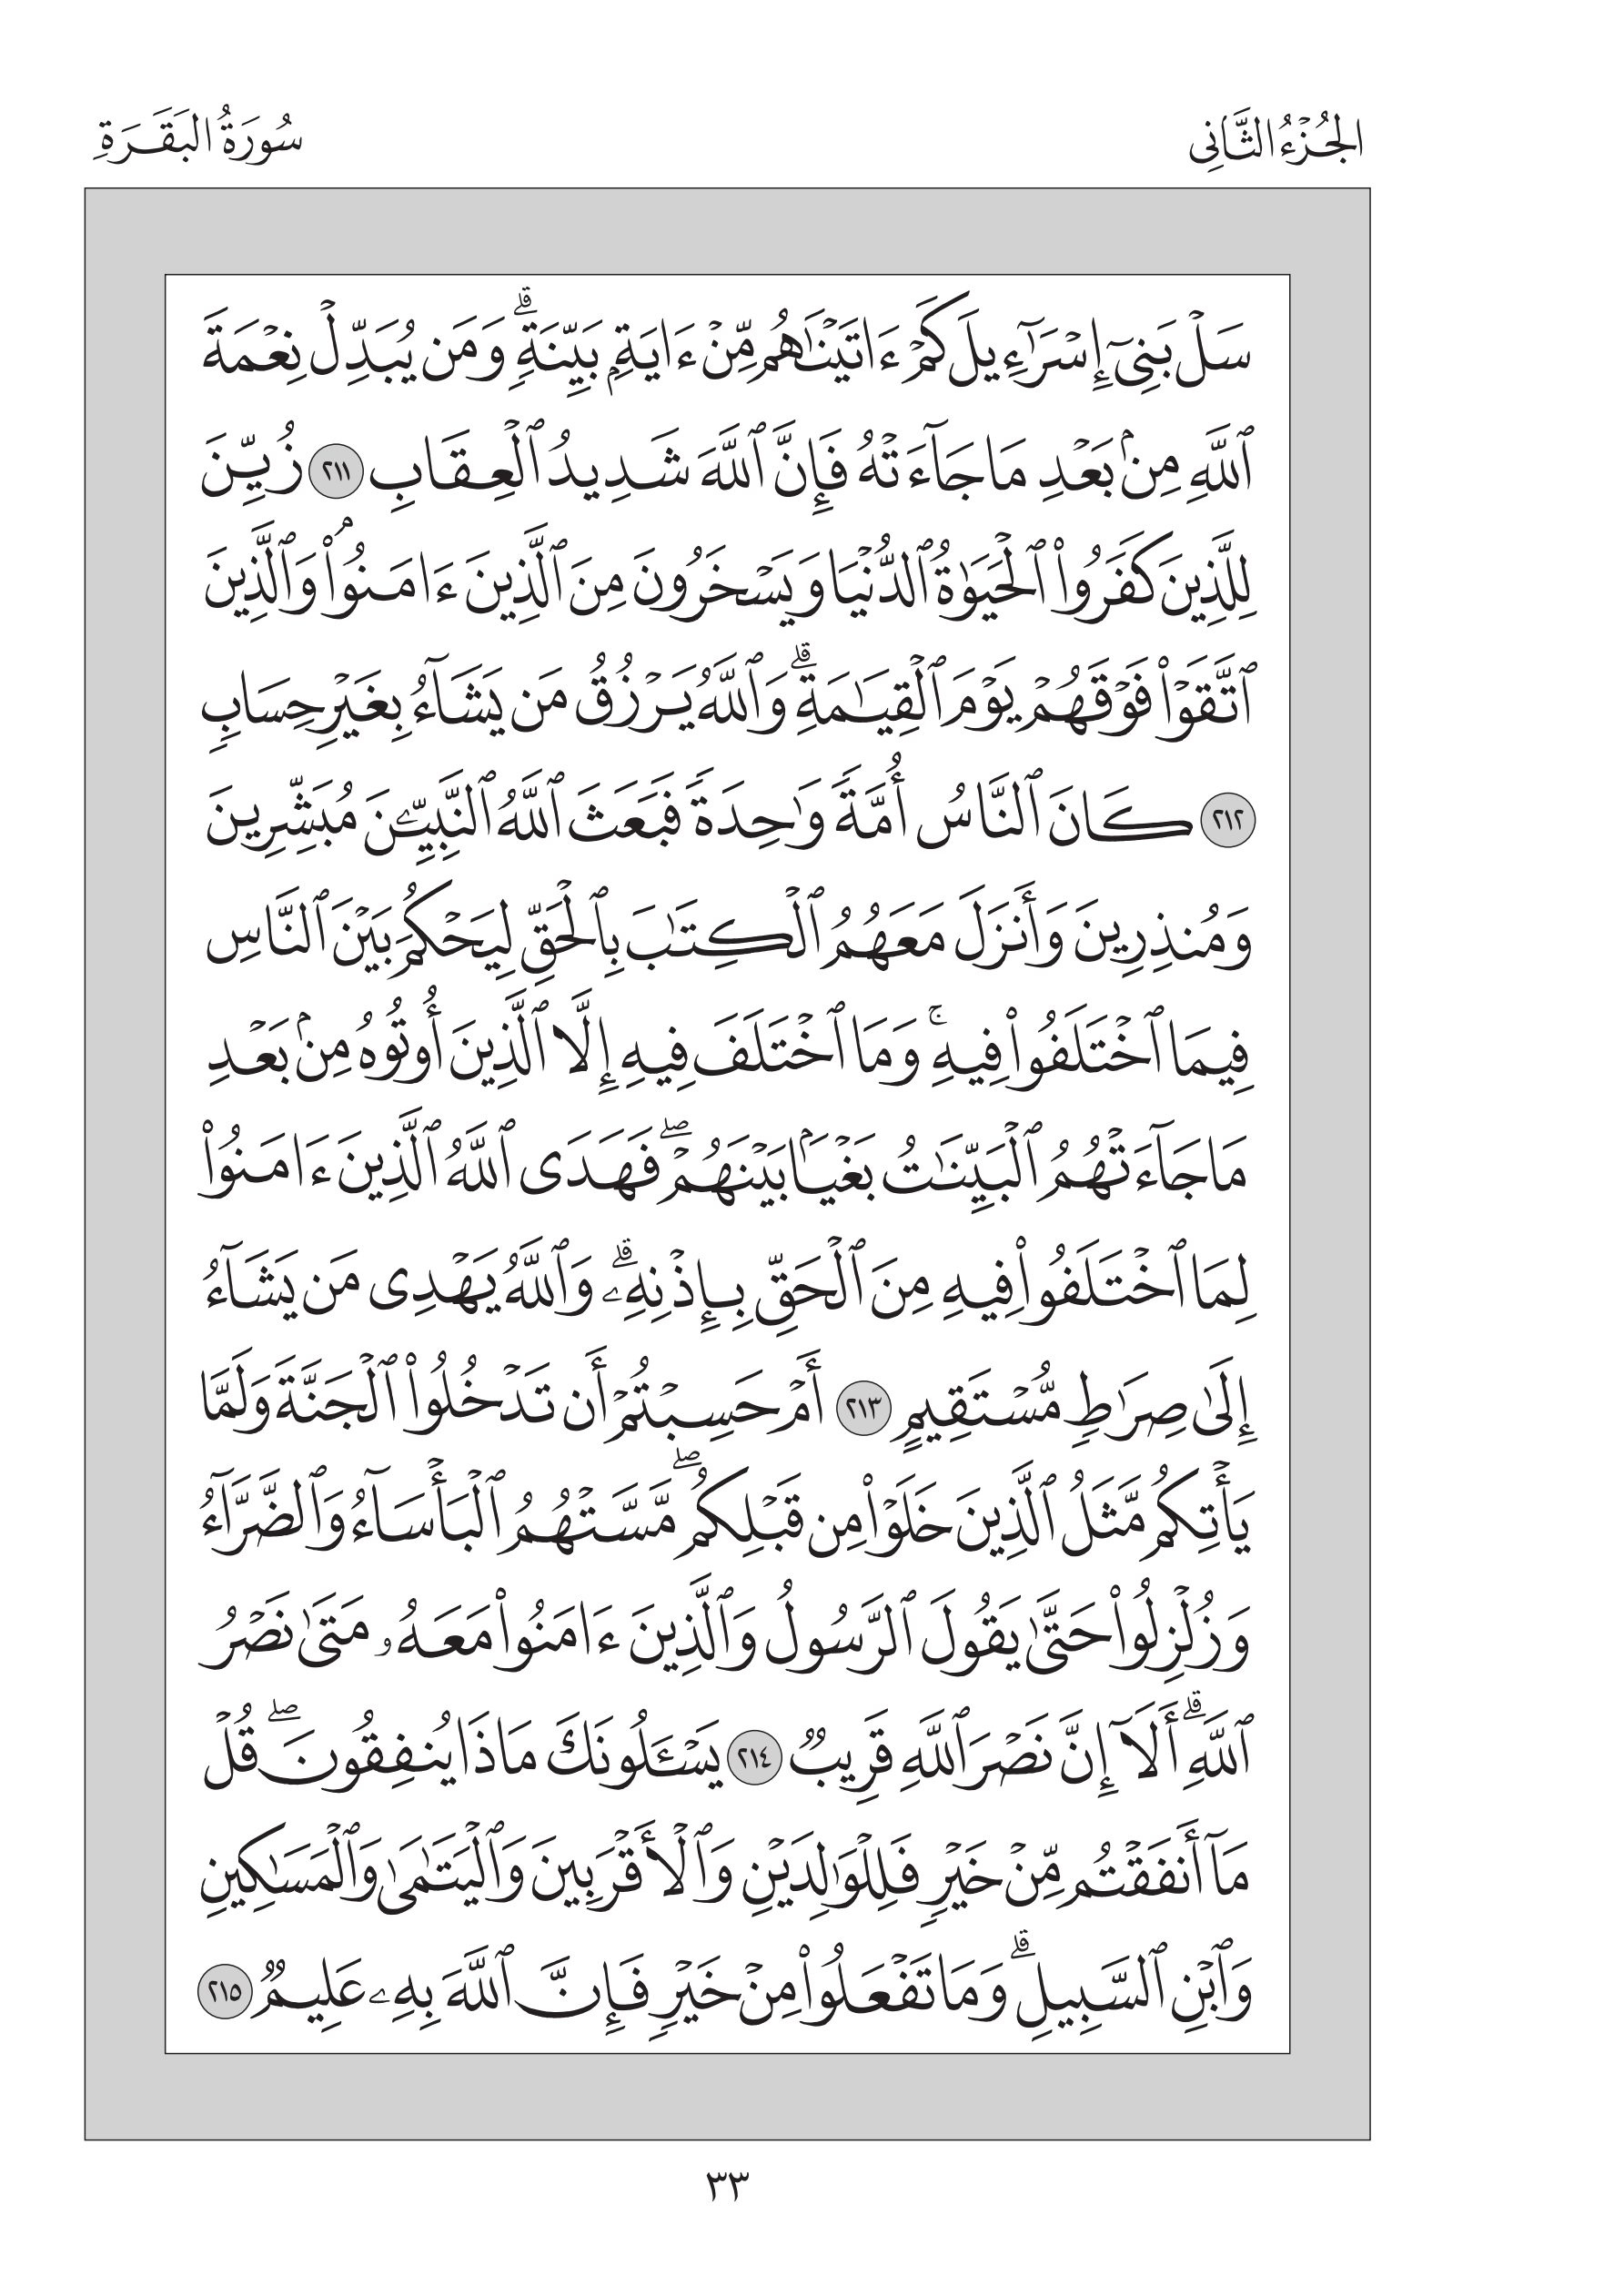 الجُزْءُ الثَّانِى
سُورَةُ البَقَرَةِ
سَلْ بَنِىٓ إِسْرَٰٓءِيلَ كَمْ ءَاتَيْنَٰهُم مِّنْ ءَايَةٍۭ بَيِّنَةٍۗ وَمَن يُبَدِّلْ نِعْمَةَ
ٱللَّهِ مِنۢ بَعْدِ مَا جَآءَتْهُ فَإِنَّ ٱللَّهَ شَدِيدُ ٱلْعِقَابِ ٢١١ زُيِّنَ
لِلَّذِينَ كَفَرُوا۟ ٱلْحَيَوٰةُ ٱلدُّنْيَا وَيَسْخَرُونَ مِنَ ٱلَّذِينَ ءَامَنُوا۟ۘ وَٱلَّذِينَ
ٱتَّقَوْا۟ فَوْقَهُمْ يَوْمَ ٱلْقِيَٰمَةِۗ وَٱللَّهُ يَرْزُقُ مَن يَشَآءُ بِغَيْرِ حِسَابٍ
٢١٢ كَانَ ٱلنَّاسُ أُمَّةً وَٰحِدَةً فَبَعَثَ ٱللَّهُ ٱلنَّبِيِّۦنَ مُبَشِّرِينَ
وَمُنذِرِينَ وَأَنزَلَ مَعَهُمُ ٱلْكِتَٰبَ بِٱلْحَقِّ لِيَحْكُمَ بَيْنَ ٱلنَّاسِ
فِيمَا ٱخْتَلَفُوا۟ فِيهِۚ وَمَا ٱخْتَلَفَ فِيهِ إِلَّا ٱلَّذِينَ أُوتُوهُ مِنۢ بَعْدِ
مَا جَآءَتْهُمُ ٱلْبَيِّنَٰتُ بَغْيَۢا بَيْنَهُمْۖ فَهَدَى ٱللَّهُ ٱلَّذِينَ ءَامَنُوا۟
لِمَا ٱخْتَلَفُوا۟ فِيهِ مِنَ ٱلْحَقِّ بِإِذْنِهِۦۗ وَٱللَّهُ يَهْدِى مَن يَشَآءُ
إِلَىٰ صِرَٰطٍ مُّسْتَقِيمٍ ٢١٣ أَمْ حَسِبْتُمْ أَن تَدْخُلُوا۟ ٱلْجَنَّةَ وَلَمَّا
يَأْتِكُم مَّثَلُ ٱلَّذِينَ خَلَوْا۟ مِن قَبْلِكُمۖ مَّسَّتْهُمُ ٱلْبَأْسَآءُ وَٱلضَّرَّآءُ
وَزُلْزِلُوا۟ حَتَّىٰ يَقُولَ ٱلرَّسُولُ وَٱلَّذِينَ ءَامَنُوا۟ مَعَهُۥ مَتَىٰ نَصْرُ
ٱللَّهِۗ أَلَآ إِنَّ نَصْرَ ٱللَّهِ قَرِيبٌ ٢١٤ يَسْـَٔلُونَكَ مَاذَا يُنفِقُونَۖ قُلْ
مَآ أَنفَقْتُم مِّنْ خَيْرٍ فَلِلْوَٰلِدَيْنِ وَٱلْأَقْرَبِينَ وَٱلْيَتَٰمَىٰ وَٱلْمَسَٰكِينِ
وَٱبْنِ ٱلسَّبِيلِۗ وَمَا تَفْعَلُوا۟ مِنْ خَيْرٍ فَإِنَّ ٱللَّهَ بِهِۦ عَلِيمٌ ٢١٥
٣٣